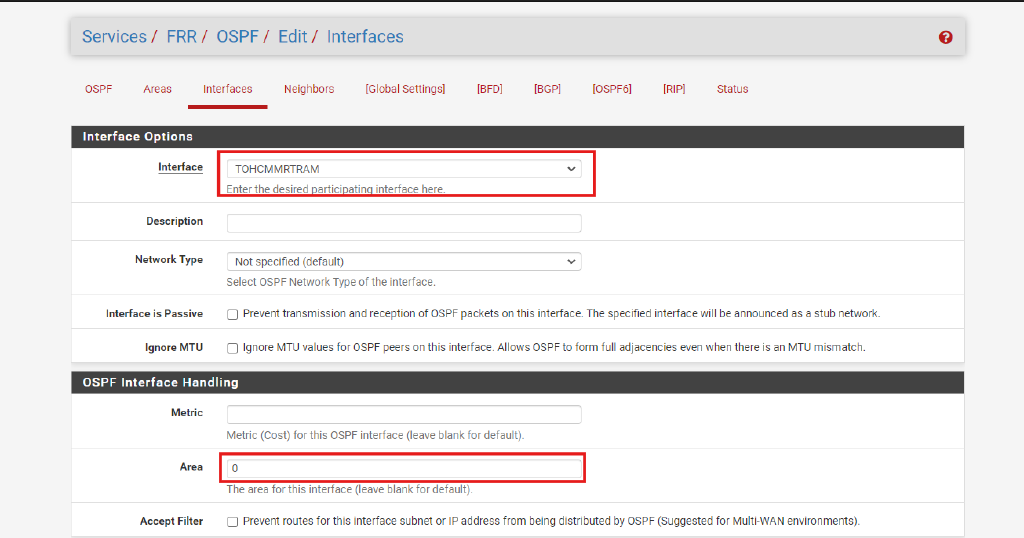 Services / FRR / OSPF / Edit / Interfaces
OSPF Areas Interfaces Neighbors [Global Settings] [BFD] [BGP] [OSPF6] [RIP] Status
Interface Options
Interface TOHCMMRTRAM
Enter the desired participating interface here.
Description
Network Type Not specified (default)
Select OSPF Network Type of the interface.
Interface is Passive Prevent transmission and reception of OSPF packets on this interface. The specified interface will be announced as a stub network.
Ignore MTU Ignore MTU values for OSPF peers on this interface. Allows OSPF to form full adjacencies even when there is an MTU mismatch.
OSPF Interface Handling
Metric
Metric (Cost) for this OSPF interface (leave blank for default).
Area 0
The area for this interface (leave blank for default).
Accept Filter Prevent routes for this interface subnet or IP address from being distributed by OSPF (Suggested for Multi-WAN environments).